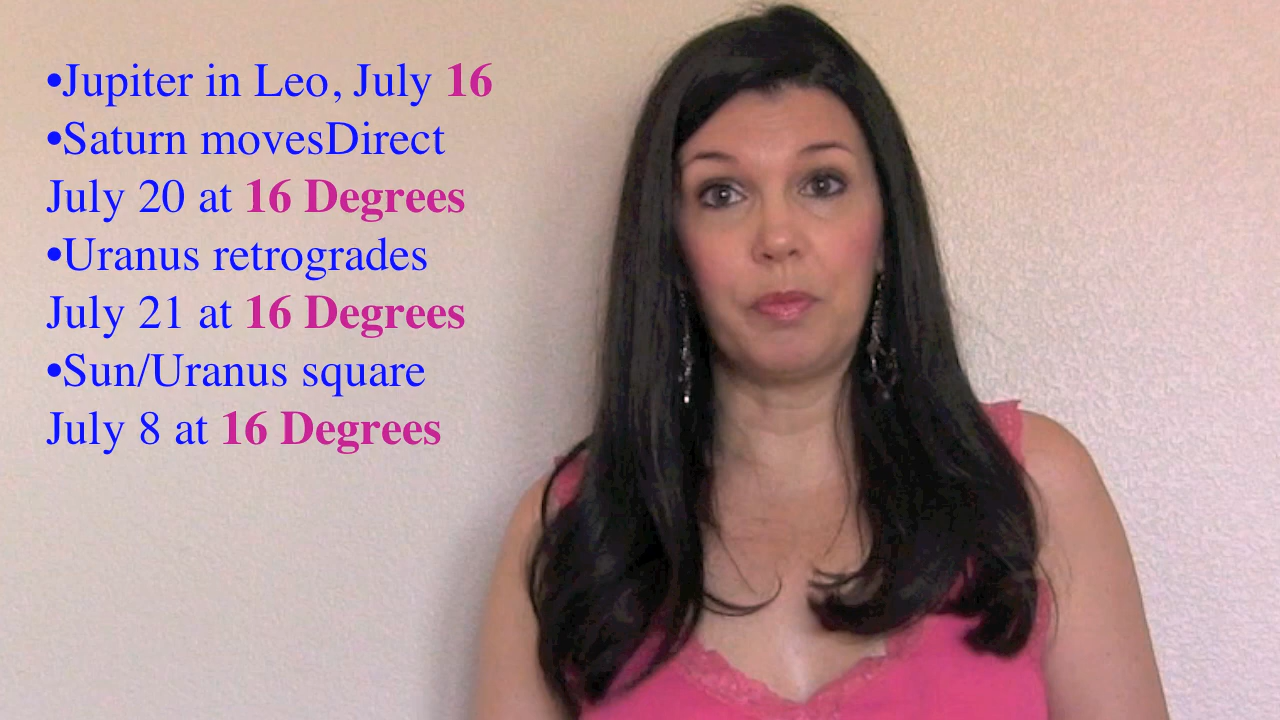 •Jupiter in Leo, July 16
•Saturn movesDirect
July 20 at 16 Degrees
•Uranus retrogrades
July 21 at 16 Degrees
•Sun/Uranus square
July 8 at 16 Degrees